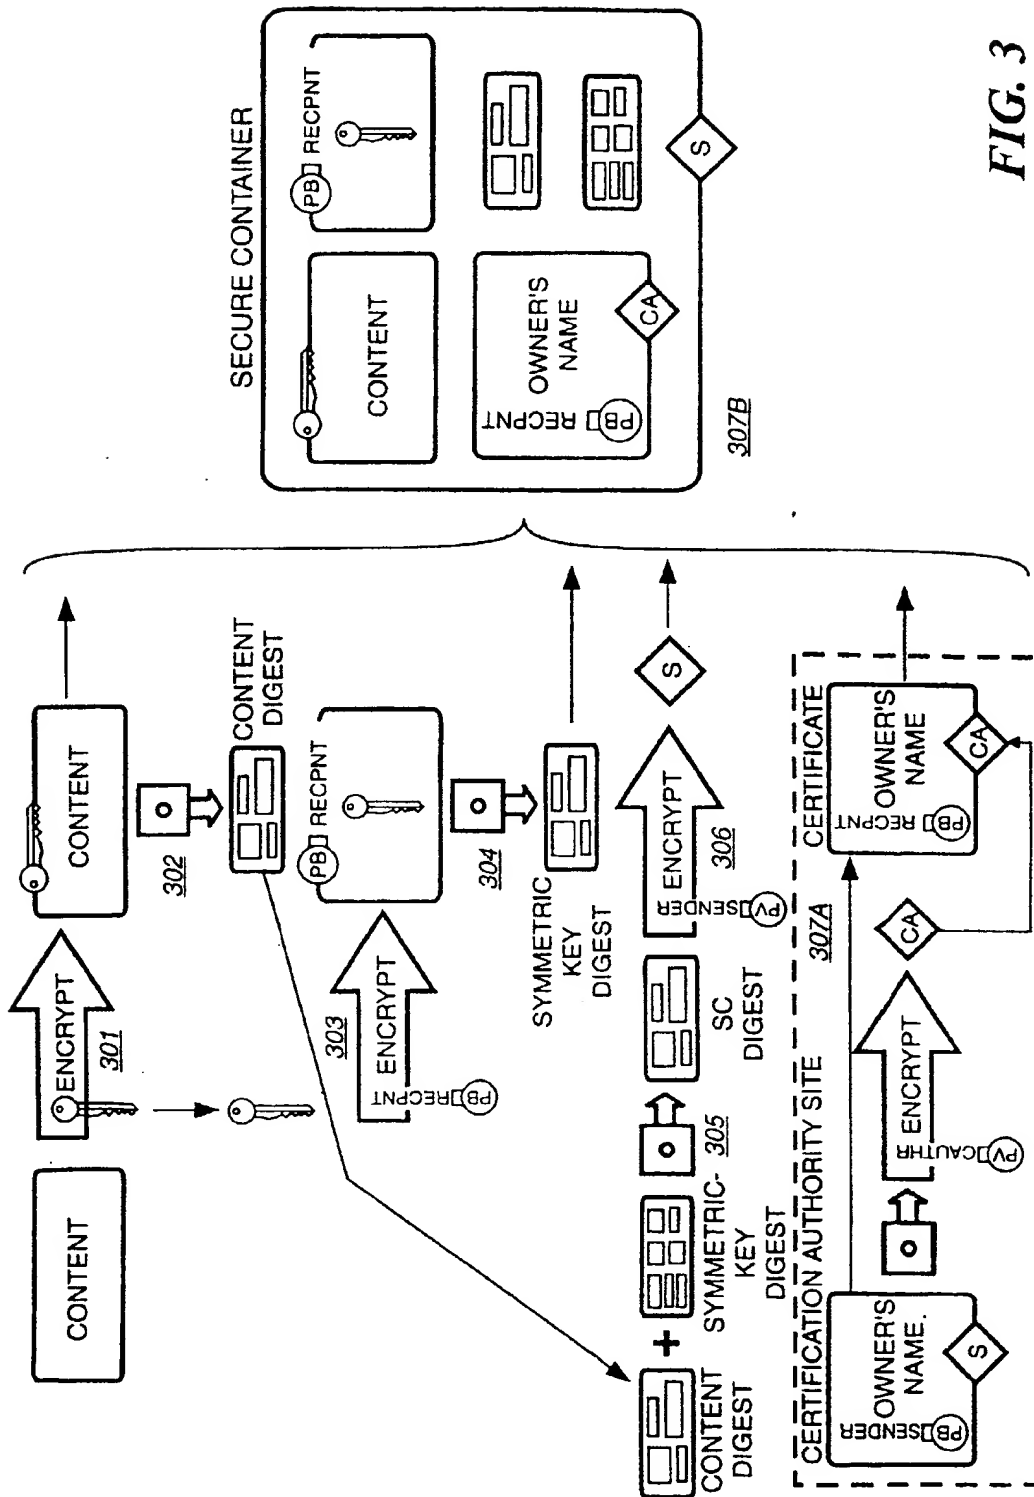 CONTENT
ENCRYPT
301
CONTENT
302
CONTENT
DIGEST
303
ENCRYPT
PB RECPNT
PB RECPNT
304
SYMMETRIC
KEY
DIGEST
CONTENT
DIGEST
+
SYMMETRIC-
KEY
DIGEST
305
SC
DIGEST
ENCRYPT
PV SENDER
306
S
CERTIFICATION AUTHORITY SITE
307A
CERTIFICATE
OWNER'S
NAME.
PB SENDER
S
ENCRYPT
PV CAUTHR
CA
OWNER'S
NAME
PB RECPNT
CA
SECURE CONTAINER
CONTENT
PB RECPNT
OWNER'S
NAME
PB RECPNT
CA
S
307B
FIG. 3